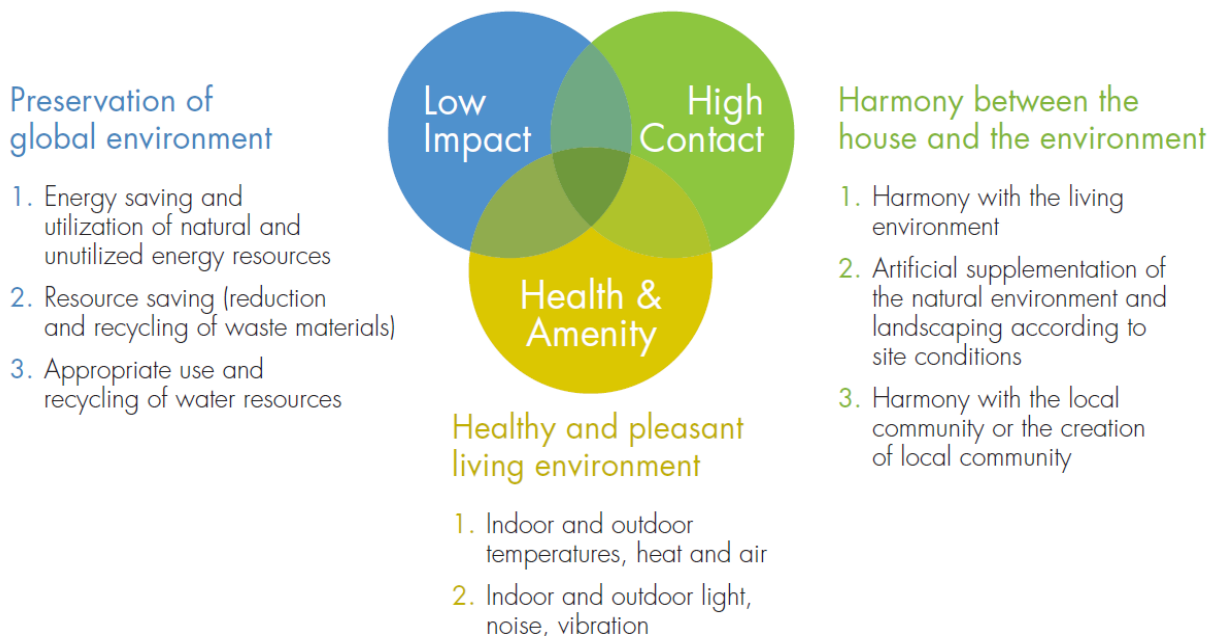 Low
Impact
High
Contact
Health &
Amenity
Preservation of
global environment
1. Energy saving and
utilization of natural and
unutilized energy resources
2. Resource saving (reduction
and recycling of waste materials)
3. Appropriate use and
recycling of water resources
Healthy and pleasant
living environment
1. Indoor and outdoor
temperatures, heat and air
2. Indoor and outdoor light,
noise, vibration
Harmony between the
house and the environment
1. Harmony with the living
environment
2. Artificial supplementation of
the natural environment and
landscaping according to
site conditions
3. Harmony with the local
community or the creation
of local community